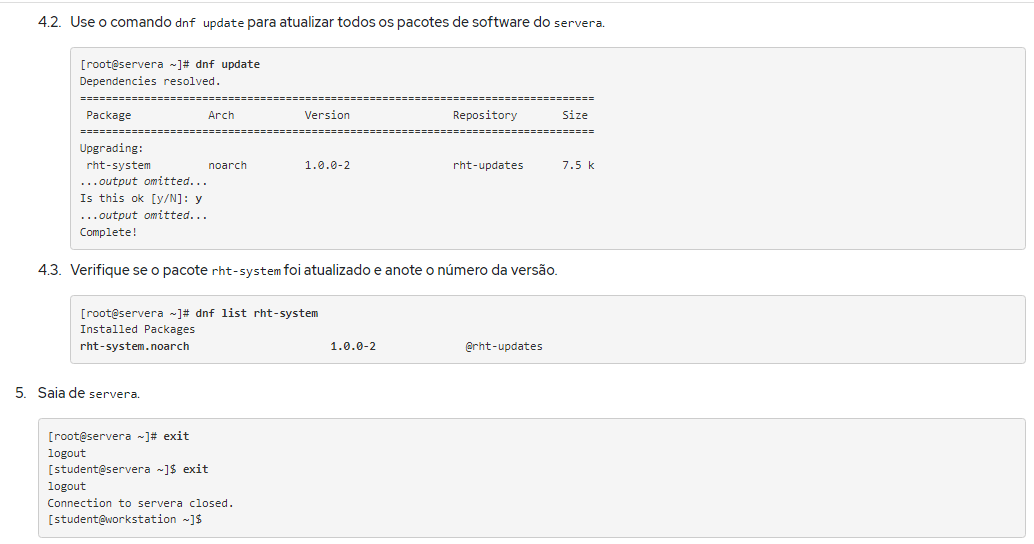 4.2. Use o comando dnf update para atualizar todos os pacotes de software do servera.
[root@servera ~]# dnf update
Dependencies resolved.
================================================================================
Package Arch Version Repository Size
================================================================================
Upgrading:
rht-system noarch 1.0.0-2 rht-updates 7.5 k
...output omitted...
Is this ok [y/N]: y
...output omitted...
Complete!
4.3. Verifique se o pacote rht-system foi atualizado e anote o número da versão.
[root@servera ~]# dnf list rht-system
Installed Packages
rht-system.noarch 1.0.0-2 @rht-updates
5. Saia de servera.
[root@servera ~]# exit
logout
[student@servera ~]$ exit
logout
Connection to servera closed.
[student@workstation ~]$